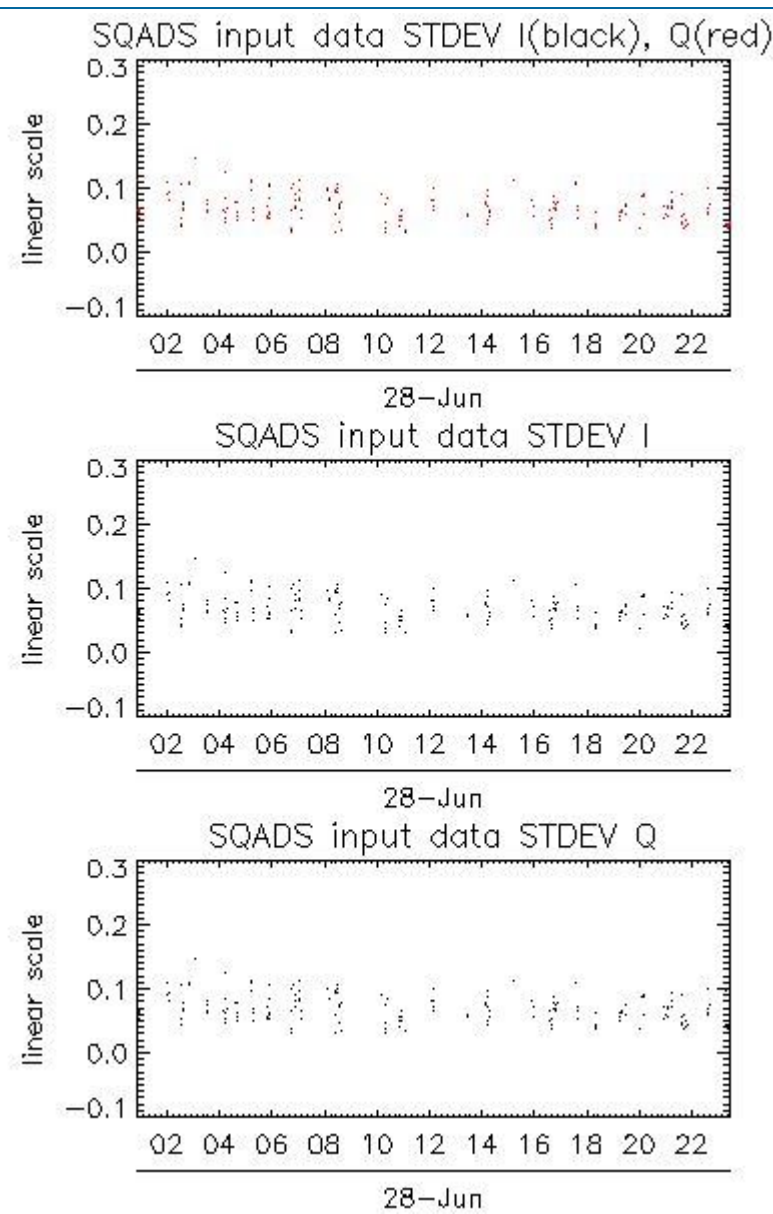 SQADS input data STDEV I(black), Q(red)
0.3
0.2
0.1
0.0
−0.1
linear scale
02 04 06 08 10 12 14 16 18 20 22
28−Jun
SQADS input data STDEV I
0.3
0.2
0.1
0.0
−0.1
linear scale
02 04 06 08 10 12 14 16 18 20 22
28−Jun
SQADS input data STDEV Q
0.3
0.2
0.1
0.0
−0.1
linear scale
02 04 06 08 10 12 14 16 18 20 22
28−Jun